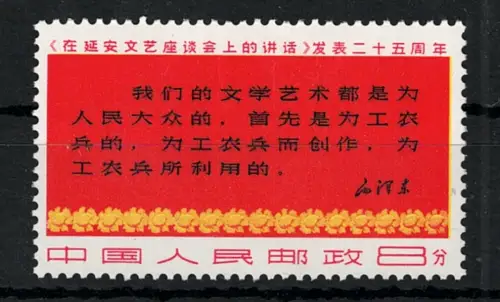 《在延安文艺座谈会上的讲话》发表二十五周年
我们的文学艺术都是为
人民大众的，首先是为工农
兵的，为工农兵而创作，为
工农兵所利用的。
毛泽东
中国人民邮政 8分